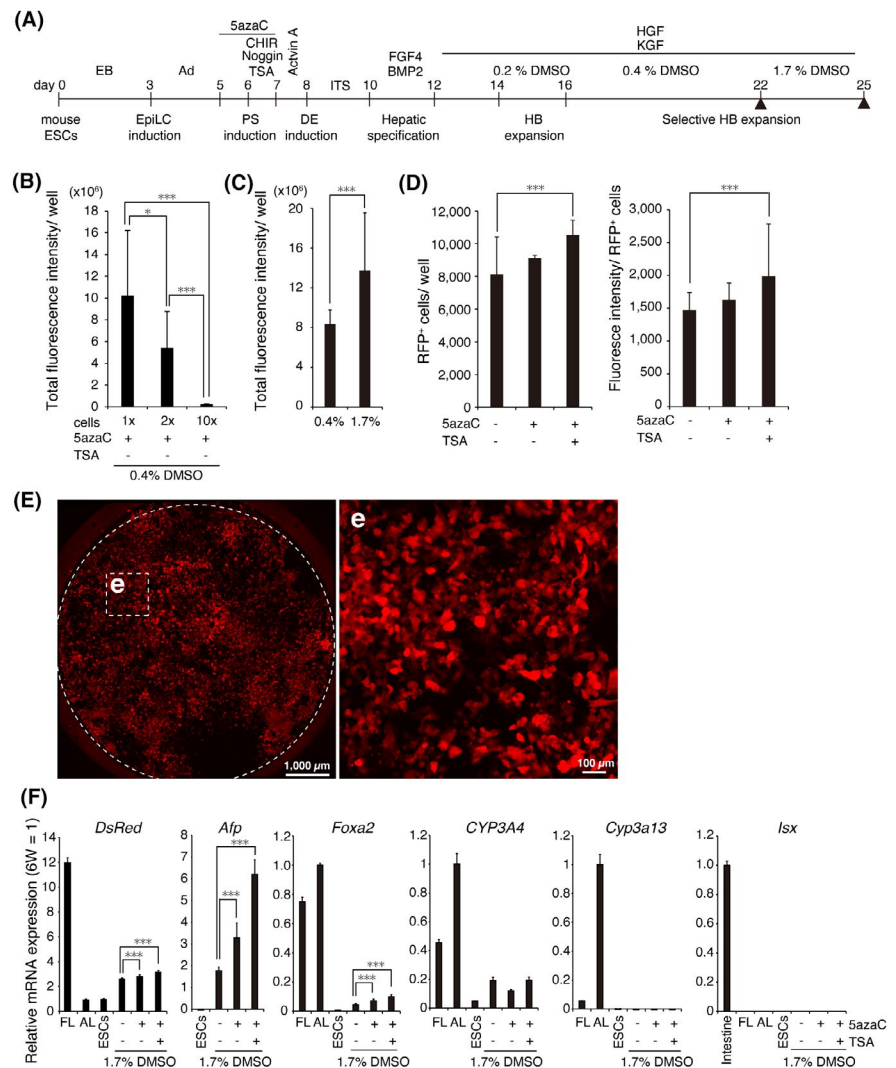 (A)
5azaC
CHIR
Noggin
TSA
Actvin A
HGF
KGF
EB
Ad
ITS
FGF4
BMP2
0.2 % DMSO
0.4 % DMSO
1.7 % DMSO
day 0 3 5 6 7 8 10 12 14 16 22 25
mouse ESCs
EpiLC induction
PS induction
DE induction
Hepatic specification
HB expansion
Selective HB expansion
(B)
(x10⁶)
Total fluorescence intensity/ well
18
16
14
12
10
8
6
4
2
0
***
*
***
cells 1x 2x 10x
5azaC + + +
TSA - - -
0.4% DMSO
(C)
(x10⁶)
Total fluorescence intensity/ well
20
16
12
8
4
0
***
0.4% 1.7%
(D)
RFP⁺ cells/ well
14,000
12,000
10,000
8,000
6,000
4,000
2,000
0
***
5azaC - + +
TSA - - +
Fluoresce intensity/ RFP⁺ cells
3,000
2,500
2,000
1,500
1,000
500
0
***
5azaC - + +
TSA - - +
(E)
e
1,000 µm
e
100 µm
(F)
Relative mRNA expression (6W = 1)
DsRed
14
12
10
8
6
4
2
0
***
***
FL AL ESCs - + +
- - +
1.7% DMSO
Afp
8
7
6
5
4
3
2
1
0
***
***
ESCs - + +
- - +
1.7% DMSO
Foxa2
1.2
1
0.8
0.6
0.4
0.2
0
***
***
FL AL ESCs - + +
- - +
1.7% DMSO
CYP3A4
1.2
1
0.8
0.6
0.4
0.2
0
FL AL ESCs - + +
- - +
1.7% DMSO
Cyp3a13
1.2
1
0.8
0.6
0.4
0.2
0
FL AL ESCs - + +
- - +
1.7% DMSO
Isx
1.2
1
0.8
0.6
0.4
0.2
0
Intestine FL AL ESCs - + + 5azaC
- - + TSA
1.7% DMSO